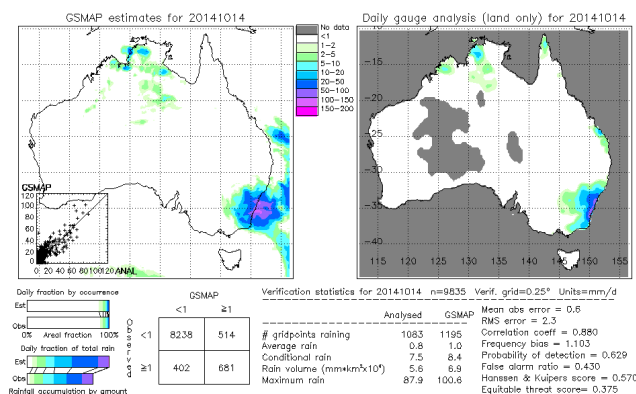 GSMAP estimates for 20141014
Daily gauge analysis (land only) for 20141014
No data
<1
1-2
2-5
5-10
10-20
20-50
50-100
100-150
150-200
-15
-20
-25
-30
-35
-40
115 120 125 130 135 140 145 150 155
GSMAP
120
100
80
60
40
20
0
0 20 40 60 80 100 120 ANAL
Daily fraction by occurrence
Est
Obs
0% Areal fraction 100%
Daily fraction of total rain
Est
Obs
Rainfall accumulation by amount
GSMAP
<1 ≥1
Observed
<1 8238 514
≥1 402 681
Verification statistics for 20141014 n=9835 Verif. grid=0.25° Units=mm/d
Analysed GSMAP
# gridpoints raining 1083 1195
Average rain 0.8 1.0
Conditional rain 7.5 8.4
Rain volume (mm*km²x10⁶) 5.6 6.9
Maximum rain 87.9 100.6
Mean abs error = 0.6
RMS error = 2.3
Correlation coeff = 0.880
Frequency bias = 1.103
Probability of detection = 0.629
False alarm ratio = 0.430
Hanssen & Kuipers score = 0.570
Equitable threat score= 0.375